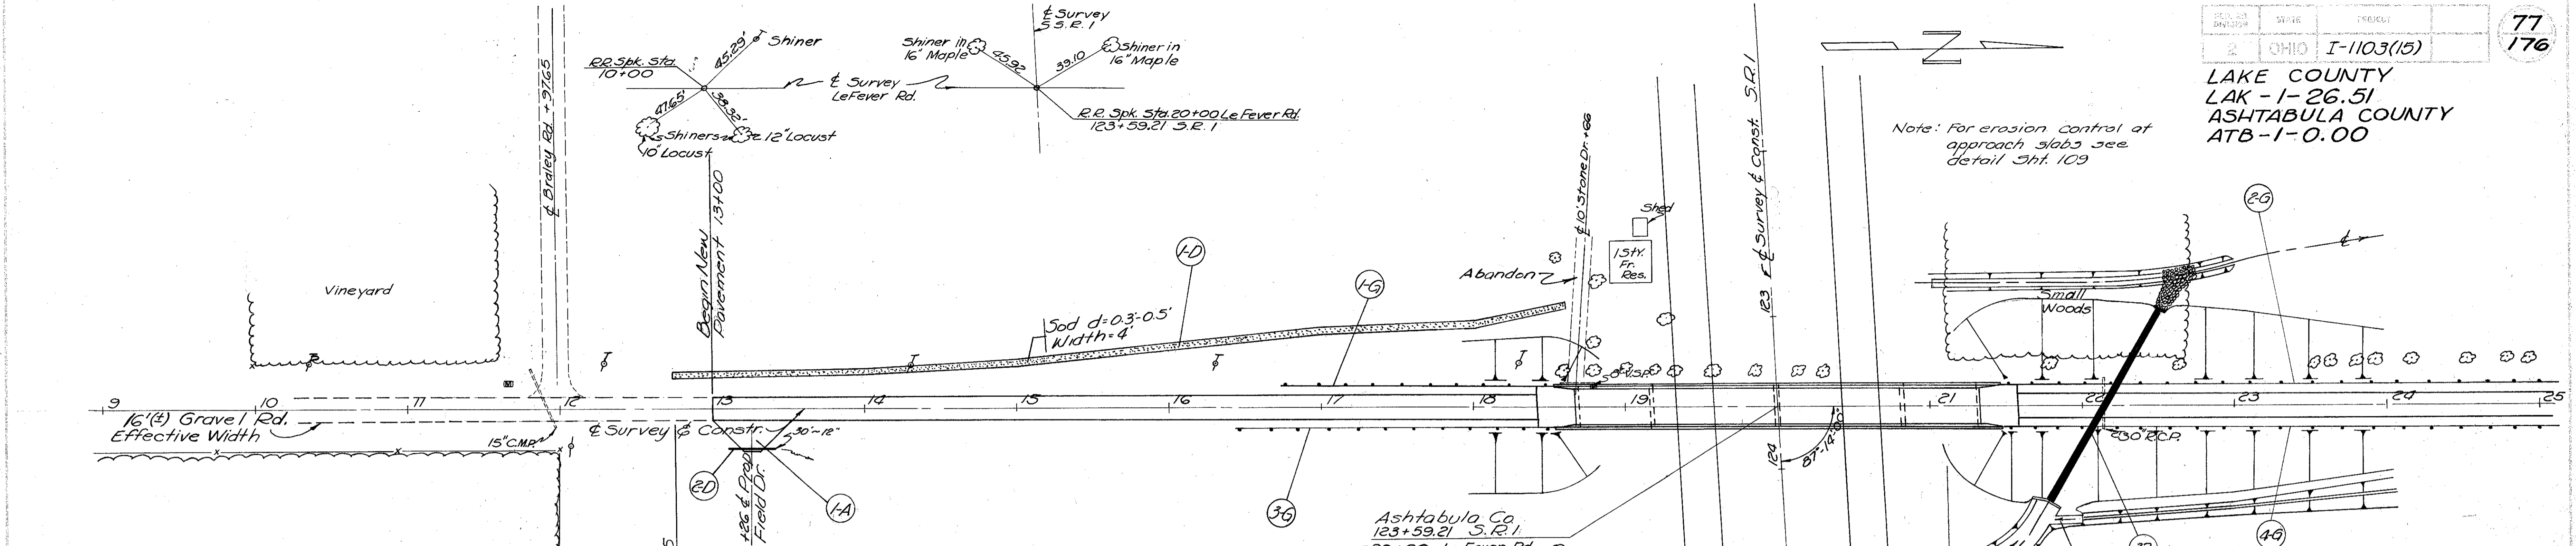 FED. RD. DIVISION STATE PROJECT
2 OHIO I-1103(15)
77
176
LAKE COUNTY
LAK - 1 - 26.51
ASHTABULA COUNTY
ATB - 1 - 0.00
Note: For erosion control at
approach slabs see
detail Sht. 109
R.R. Spk. Sta.
10+00
45.29'
Shiner
47.65'
38.32'
Shiners
12" Locust
10" Locust
℄ Survey
LeFever Rd.
℄ Survey
S.R. 1
Shiner in
16" Maple
45.92
39.10
Shiner in
16" Maple
R.R. Spk. Sta. 20+00 Le Fever Rd.
123+59.21 S.R. 1
℄ Braley Rd. +97.65
Vineyard
Begin New
Pavement 13+00
Sod d=0.3'-0.5'
Width=4'
1-D
1-G
Abandon
℄ 10' Stone Dr. +66
Shed
1 Sty.
Fr.
Res.
123
℄ Survey & Const. S.R. 1
Small
Woods
2-G
℄
9 10 11 12 13 14 15 16 17 18 19 21 22 23 24 25
16'(±) Gravel Rd.
Effective Width
15" C.M.P.
℄ Survey & Constr.
30'~12"
2-D
+26 ℄ Prop.
Field Dr.
1-A
3-G
124
87°-14'-00"
30" R.C.P.
4-G
Ashtabula Co.
123+59.21 S.R. 1